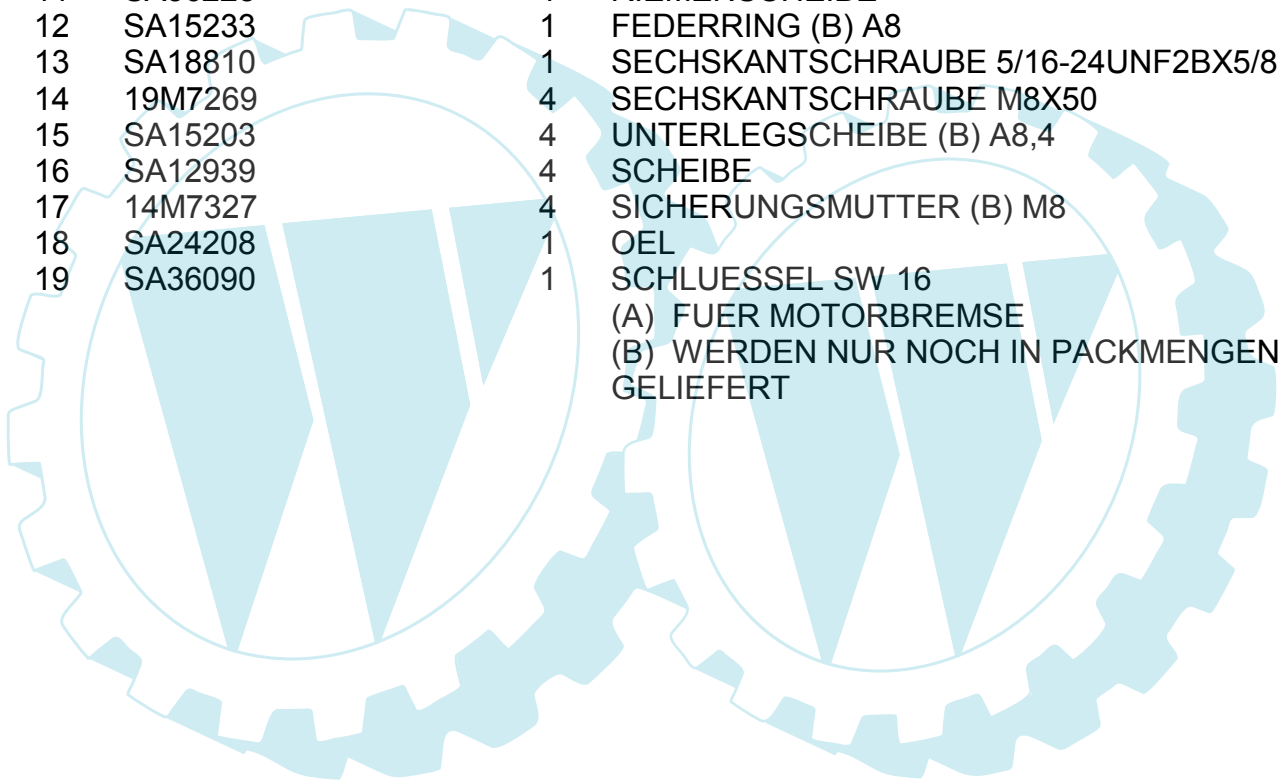 12 SA15233 1 FEDERRING (B) A8
13 SA18810 1 SECHSKANTSCHRAUBE 5/16-24UNF2BX5/8
14 19M7269 4 SECHSKANTSCHRAUBE M8X50
15 SA15203 4 UNTERLEGSCHEIBE (B) A8,4
16 SA12939 4 SCHEIBE
17 14M7327 4 SICHERUNGSMUTTER (B) M8
18 SA24208 1 OEL
19 SA36090 1 SCHLUESSEL SW 16
(A) FUER MOTORBREMSE
(B) WERDEN NUR NOCH IN PACKMENGEN
GELIEFERT